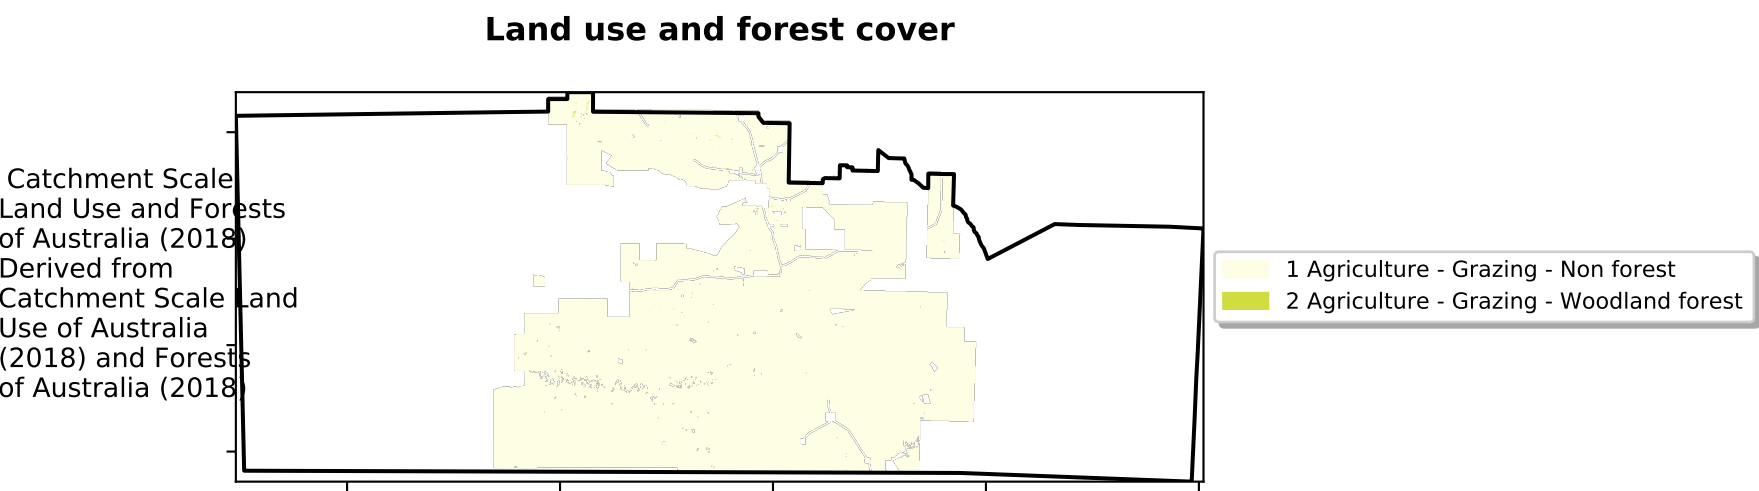 Land use and forest cover
Catchment Scale
Land Use and Forests
of Australia (2018)
Derived from
Catchment Scale Land
Use of Australia
(2018) and Forests
of Australia (2018)
1 Agriculture - Grazing - Non forest
2 Agriculture - Grazing - Woodland forest